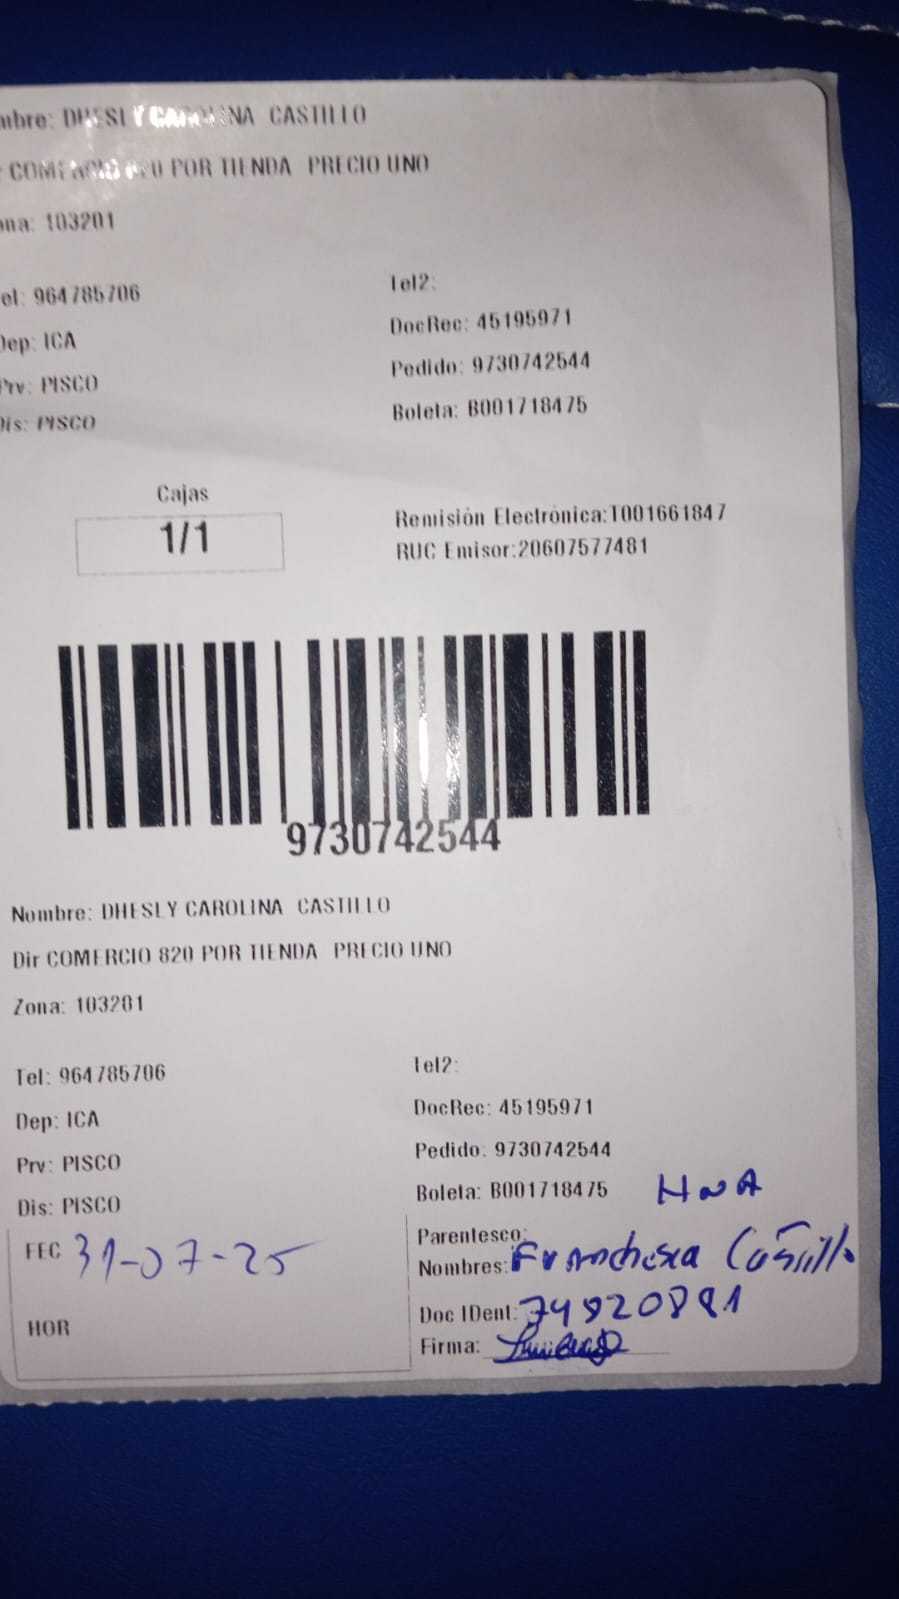 mbre: DHESLY CAROLINA CASTILLO
r COMERCIO 820 POR TIENDA PRECIO UNO
ona: 103201
el: 964785706
Tel2:
Dep: ICA
DocRec: 45195971
Prv: PISCO
Pedido: 9730742544
Dis: PISCO
Boleta: B001718475
Cajas
1/1
Remisión Electrónica:T001661847
RUC Emisor:20607577481
9730742544
Nombre: DHESLY CAROLINA CASTILLO
Dir COMERCIO 820 POR TIENDA PRECIO UNO
Zona: 103201
Tel: 964785706
Tel2:
Dep: ICA
DocRec: 45195971
Prv: PISCO
Pedido: 9730742544
Dis: PISCO
Boleta: B001718475
HNA
FEC 31-07-25
Parentesco:
Nombres: Franchesca Castillo
Doc IDent: 74920891
HOR
Firma: